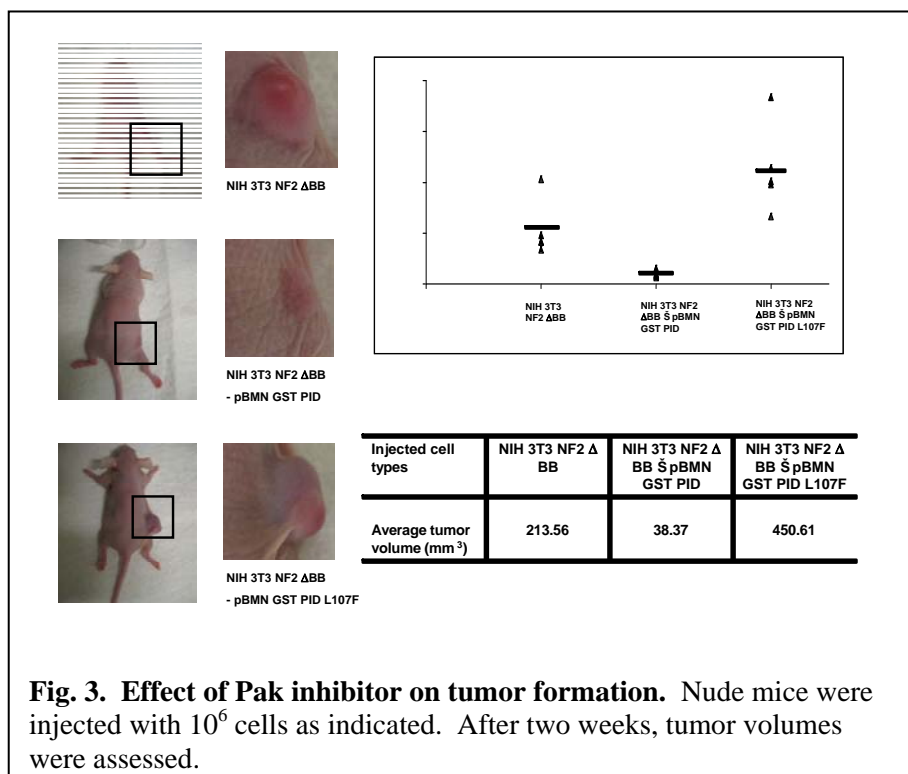 NIH 3T3 NF2 ΔBB
NIH 3T3 NF2 ΔBB
- pBMN GST PID
NIH 3T3 NF2 ΔBB
- pBMN GST PID L107F
NIH 3T3
NF2 ΔBB
NIH 3T3 NF2
ΔBB Š pBMN
GST PID
NIH 3T3 NF2
ΔBB Š pBMN
GST PID L107F
Injected cell types NIH 3T3 NF2 Δ BB NIH 3T3 NF2 Δ BB Š pBMN GST PID NIH 3T3 NF2 Δ BB Š pBMN GST PID L107F
Average tumor volume (mm³) 213.56 38.37 450.61
Fig. 3. Effect of Pak inhibitor on tumor formation. Nude mice were
injected with 10⁶ cells as indicated. After two weeks, tumor volumes
were assessed.